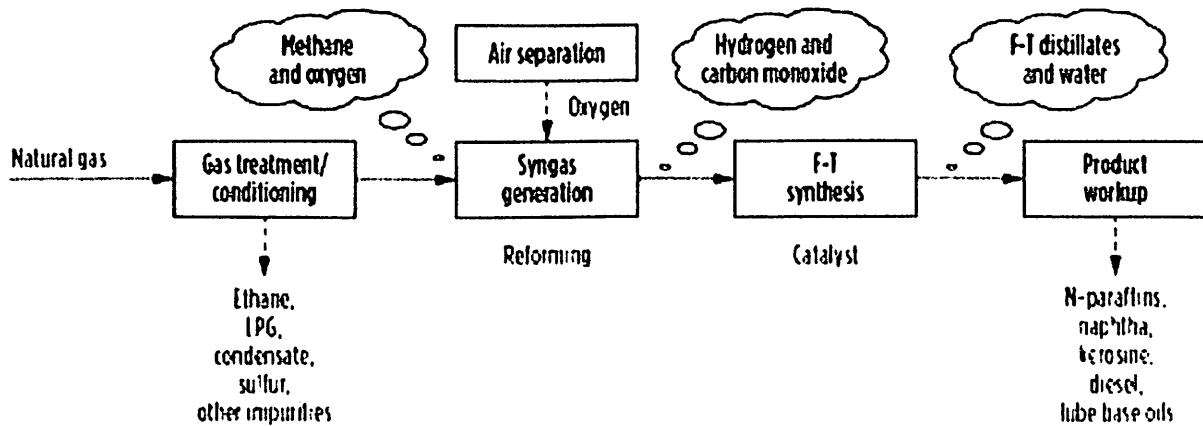 Methane
and oxygen
Air separation
Hydrogen and
carbon monoxide
F-T distillates
and water
Oxygen
Natural gas
Gas treatment/
conditioning
Syngas
generation
F-T
synthesis
Product
workup
Reforming
Catalyst
Ethane,
LPG,
condensate,
sulfur,
other impurities
N-paraffins,
naphtha,
kerosine,
diesel,
lube base oils